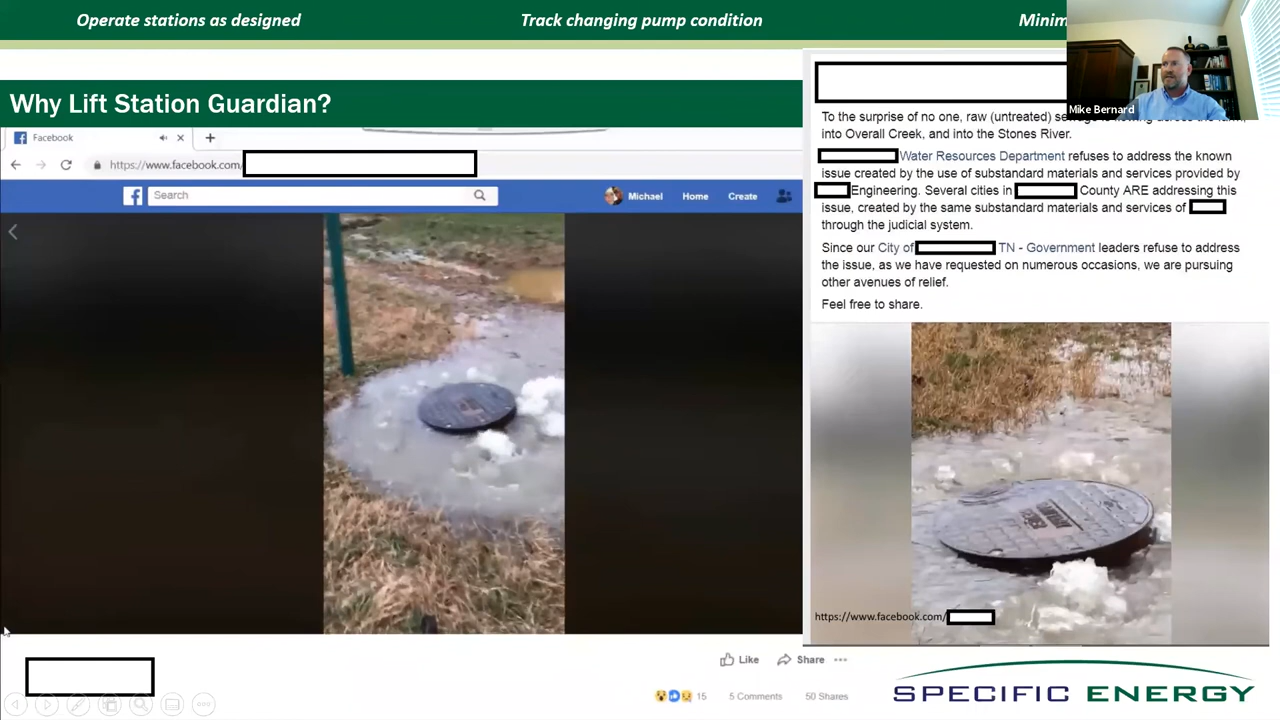 Operate stations as designed
Track changing pump condition
Minim
Mike Bernard
Why Lift Station Guardian?
Facebook
https://www.facebook.com/
Search
Michael
Home
Create
To the surprise of no one, raw (untreated)
into Overall Creek, and into the Stones River.
Water Resources Department refuses to address the known
issue created by the use of substandard materials and services provided by
Engineering. Several cities in County ARE addressing this
issue, created by the same substandard materials and services of
through the judicial system.
Since our City of TN - Government leaders refuse to address
the issue, as we have requested on numerous occasions, we are pursuing
other avenues of relief.
Feel free to share.
https://www.facebook.com/
Like
Share
15
5 Comments
50 Shares
SPECIFIC ENERGY